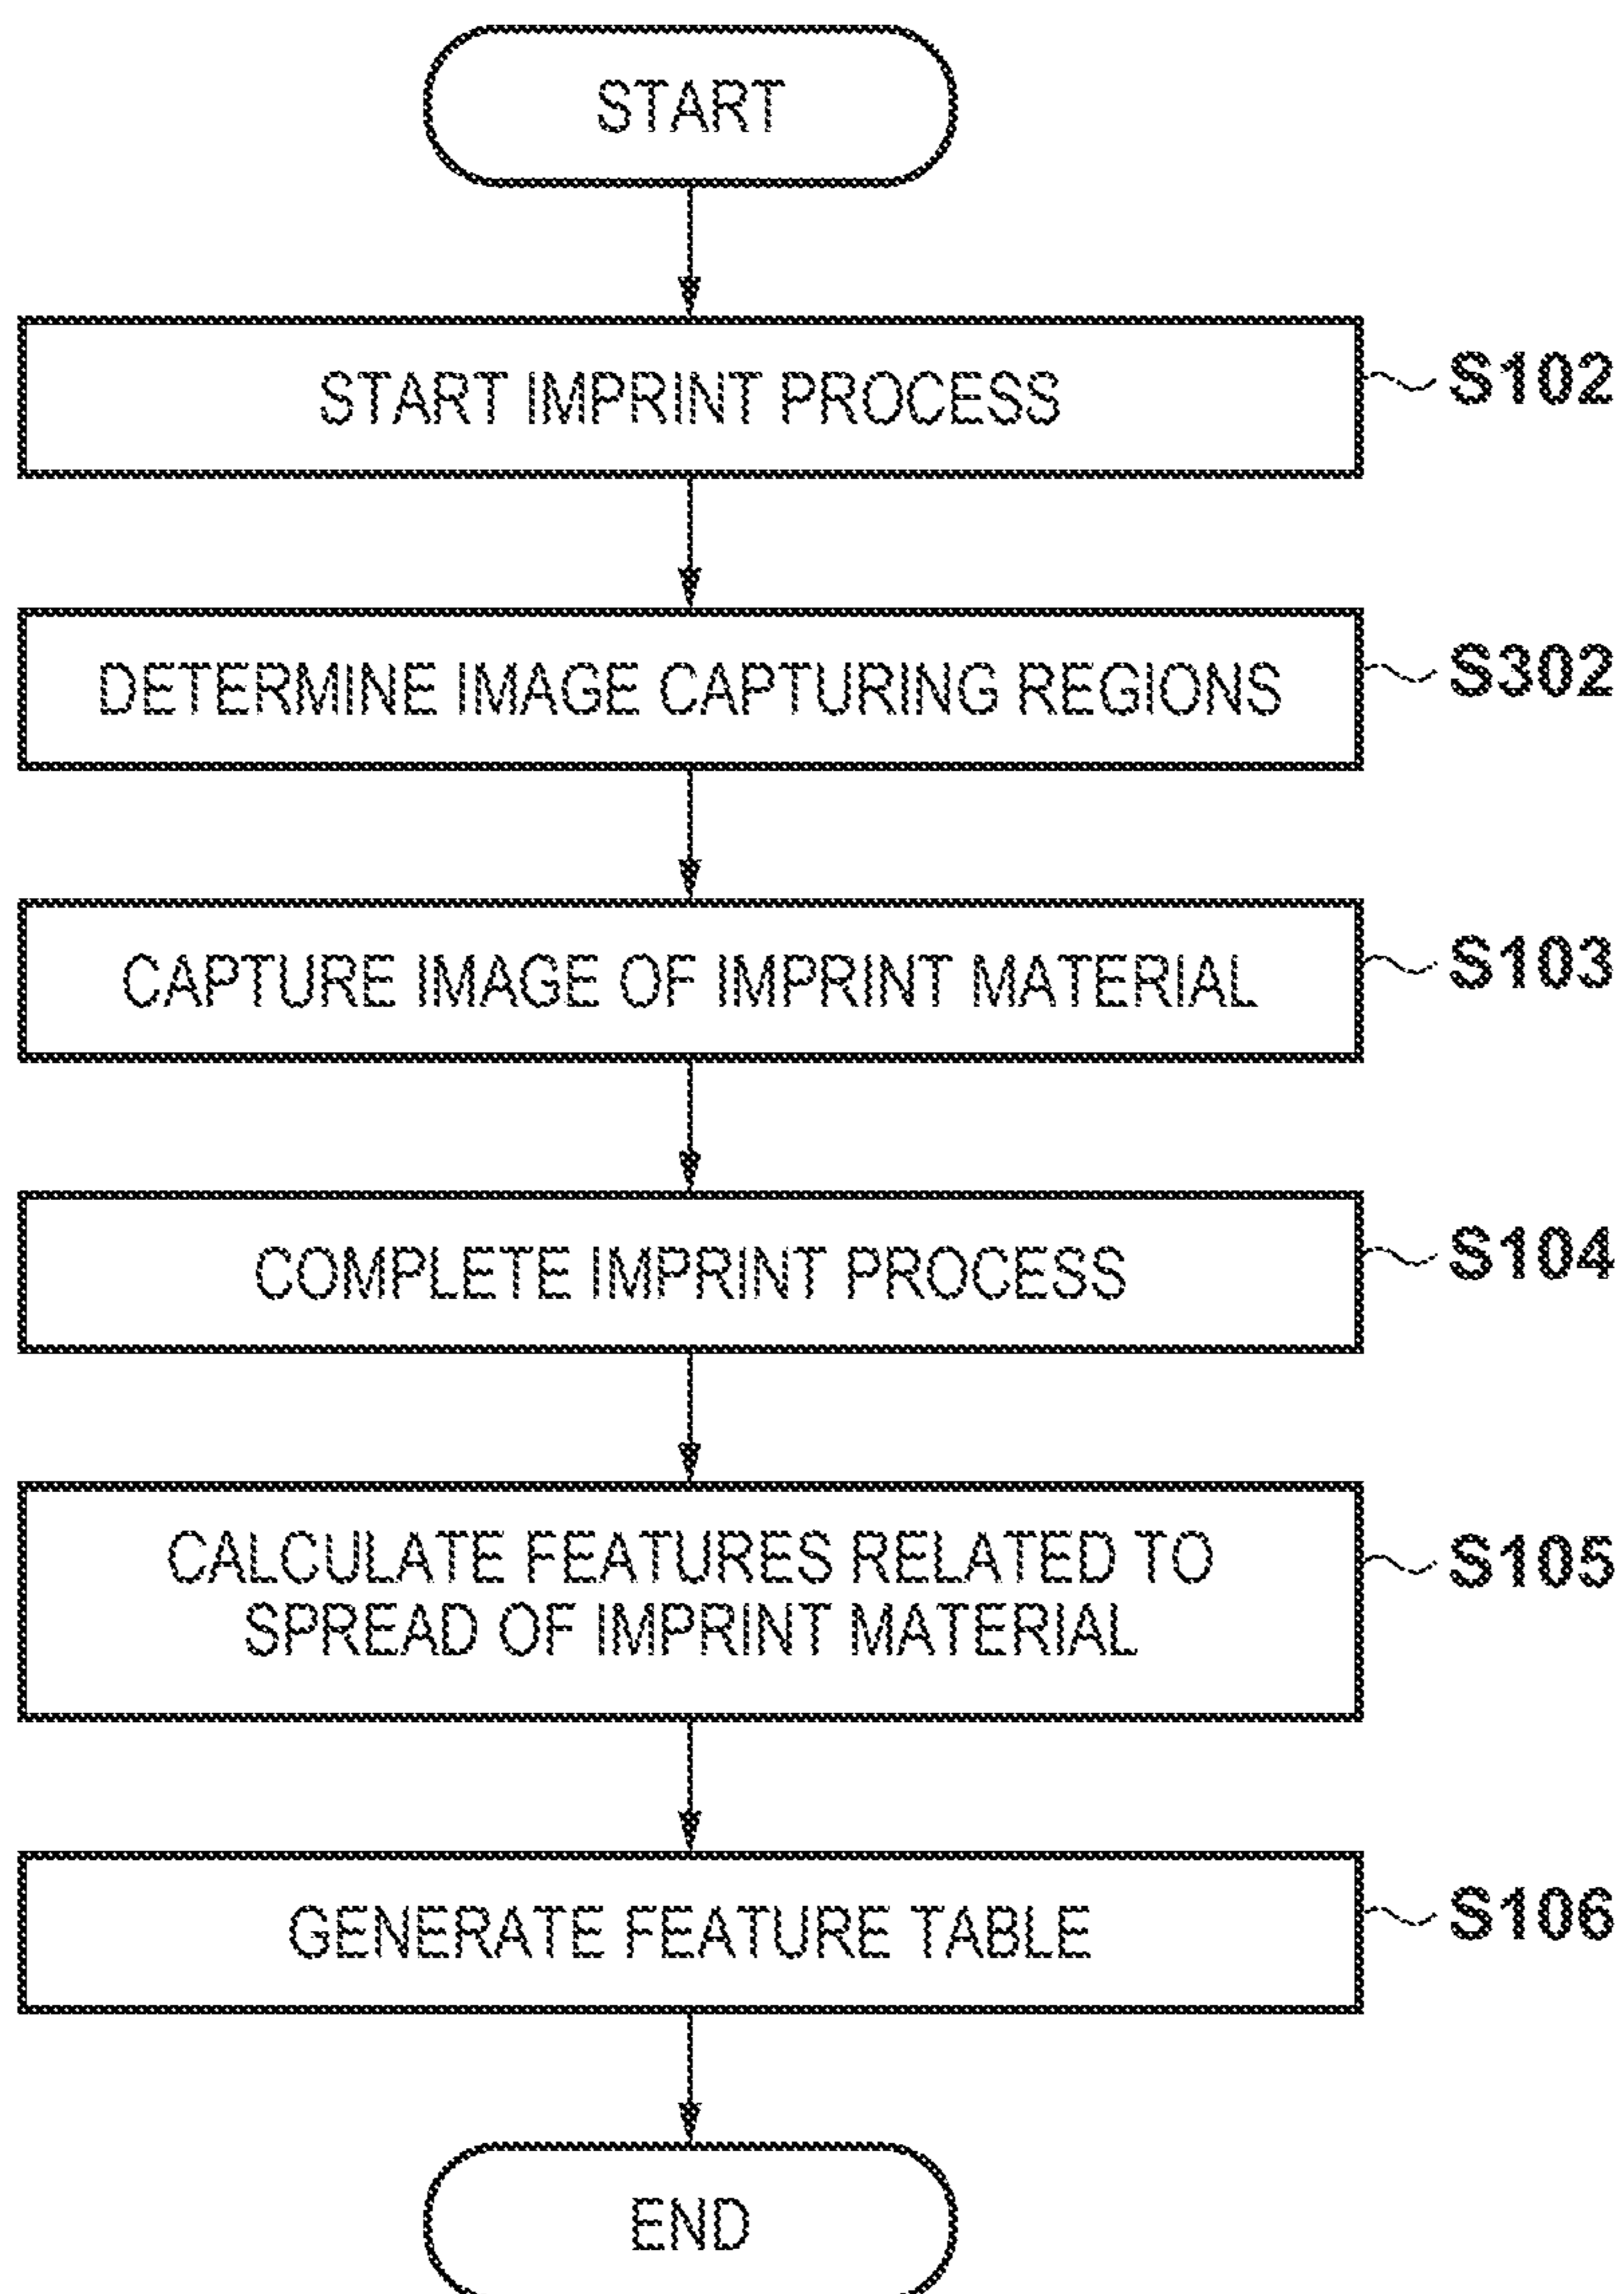 START
START IMPRINT PROCESS
S102
DETERMINE IMAGE CAPTURING REGIONS
S302
CAPTURE IMAGE OF IMPRINT MATERIAL
S103
COMPLETE IMPRINT PROCESS
S104
CALCULATE FEATURES RELATED TO
SPREAD OF IMPRINT MATERIAL
S105
GENERATE FEATURE TABLE
S106
END